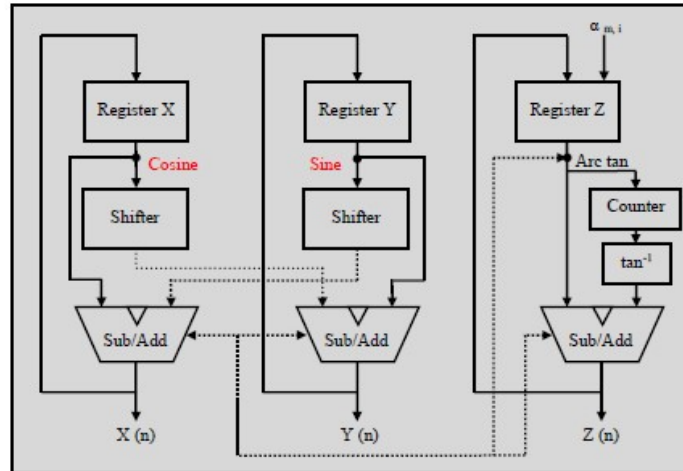 α m, i
Register X
Register Y
Register Z
Cosine
Sine
Arc tan
Shifter
Shifter
Counter
tan-1
Sub/Add
Sub/Add
Sub/Add
X (n)
Y (n)
Z (n)